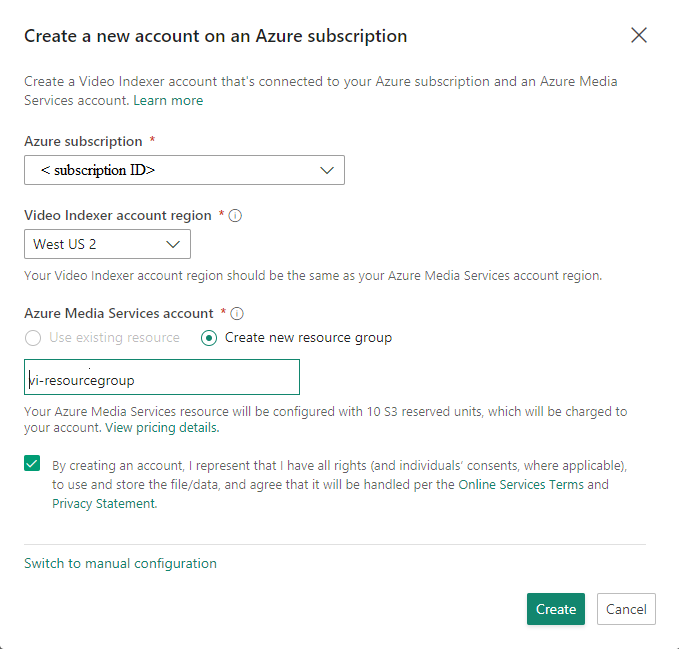 Create a new account on an Azure subscription
Create a Video Indexer account that's connected to your Azure subscription and an Azure Media
Services account. Learn more
Azure subscription *
< subscription ID>
Video Indexer account region *
West US 2
Your Video Indexer account region should be the same as your Azure Media Services account region.
Azure Media Services account *
Use existing resource Create new resource group
vi-resourcegroup
Your Azure Media Services resource will be configured with 10 S3 reserved units, which will be charged to
your account. View pricing details.
By creating an account, I represent that I have all rights (and individuals' consents, where applicable),
to use and store the file/data, and agree that it will be handled per the Online Services Terms and
Privacy Statement.
Switch to manual configuration
Create Cancel